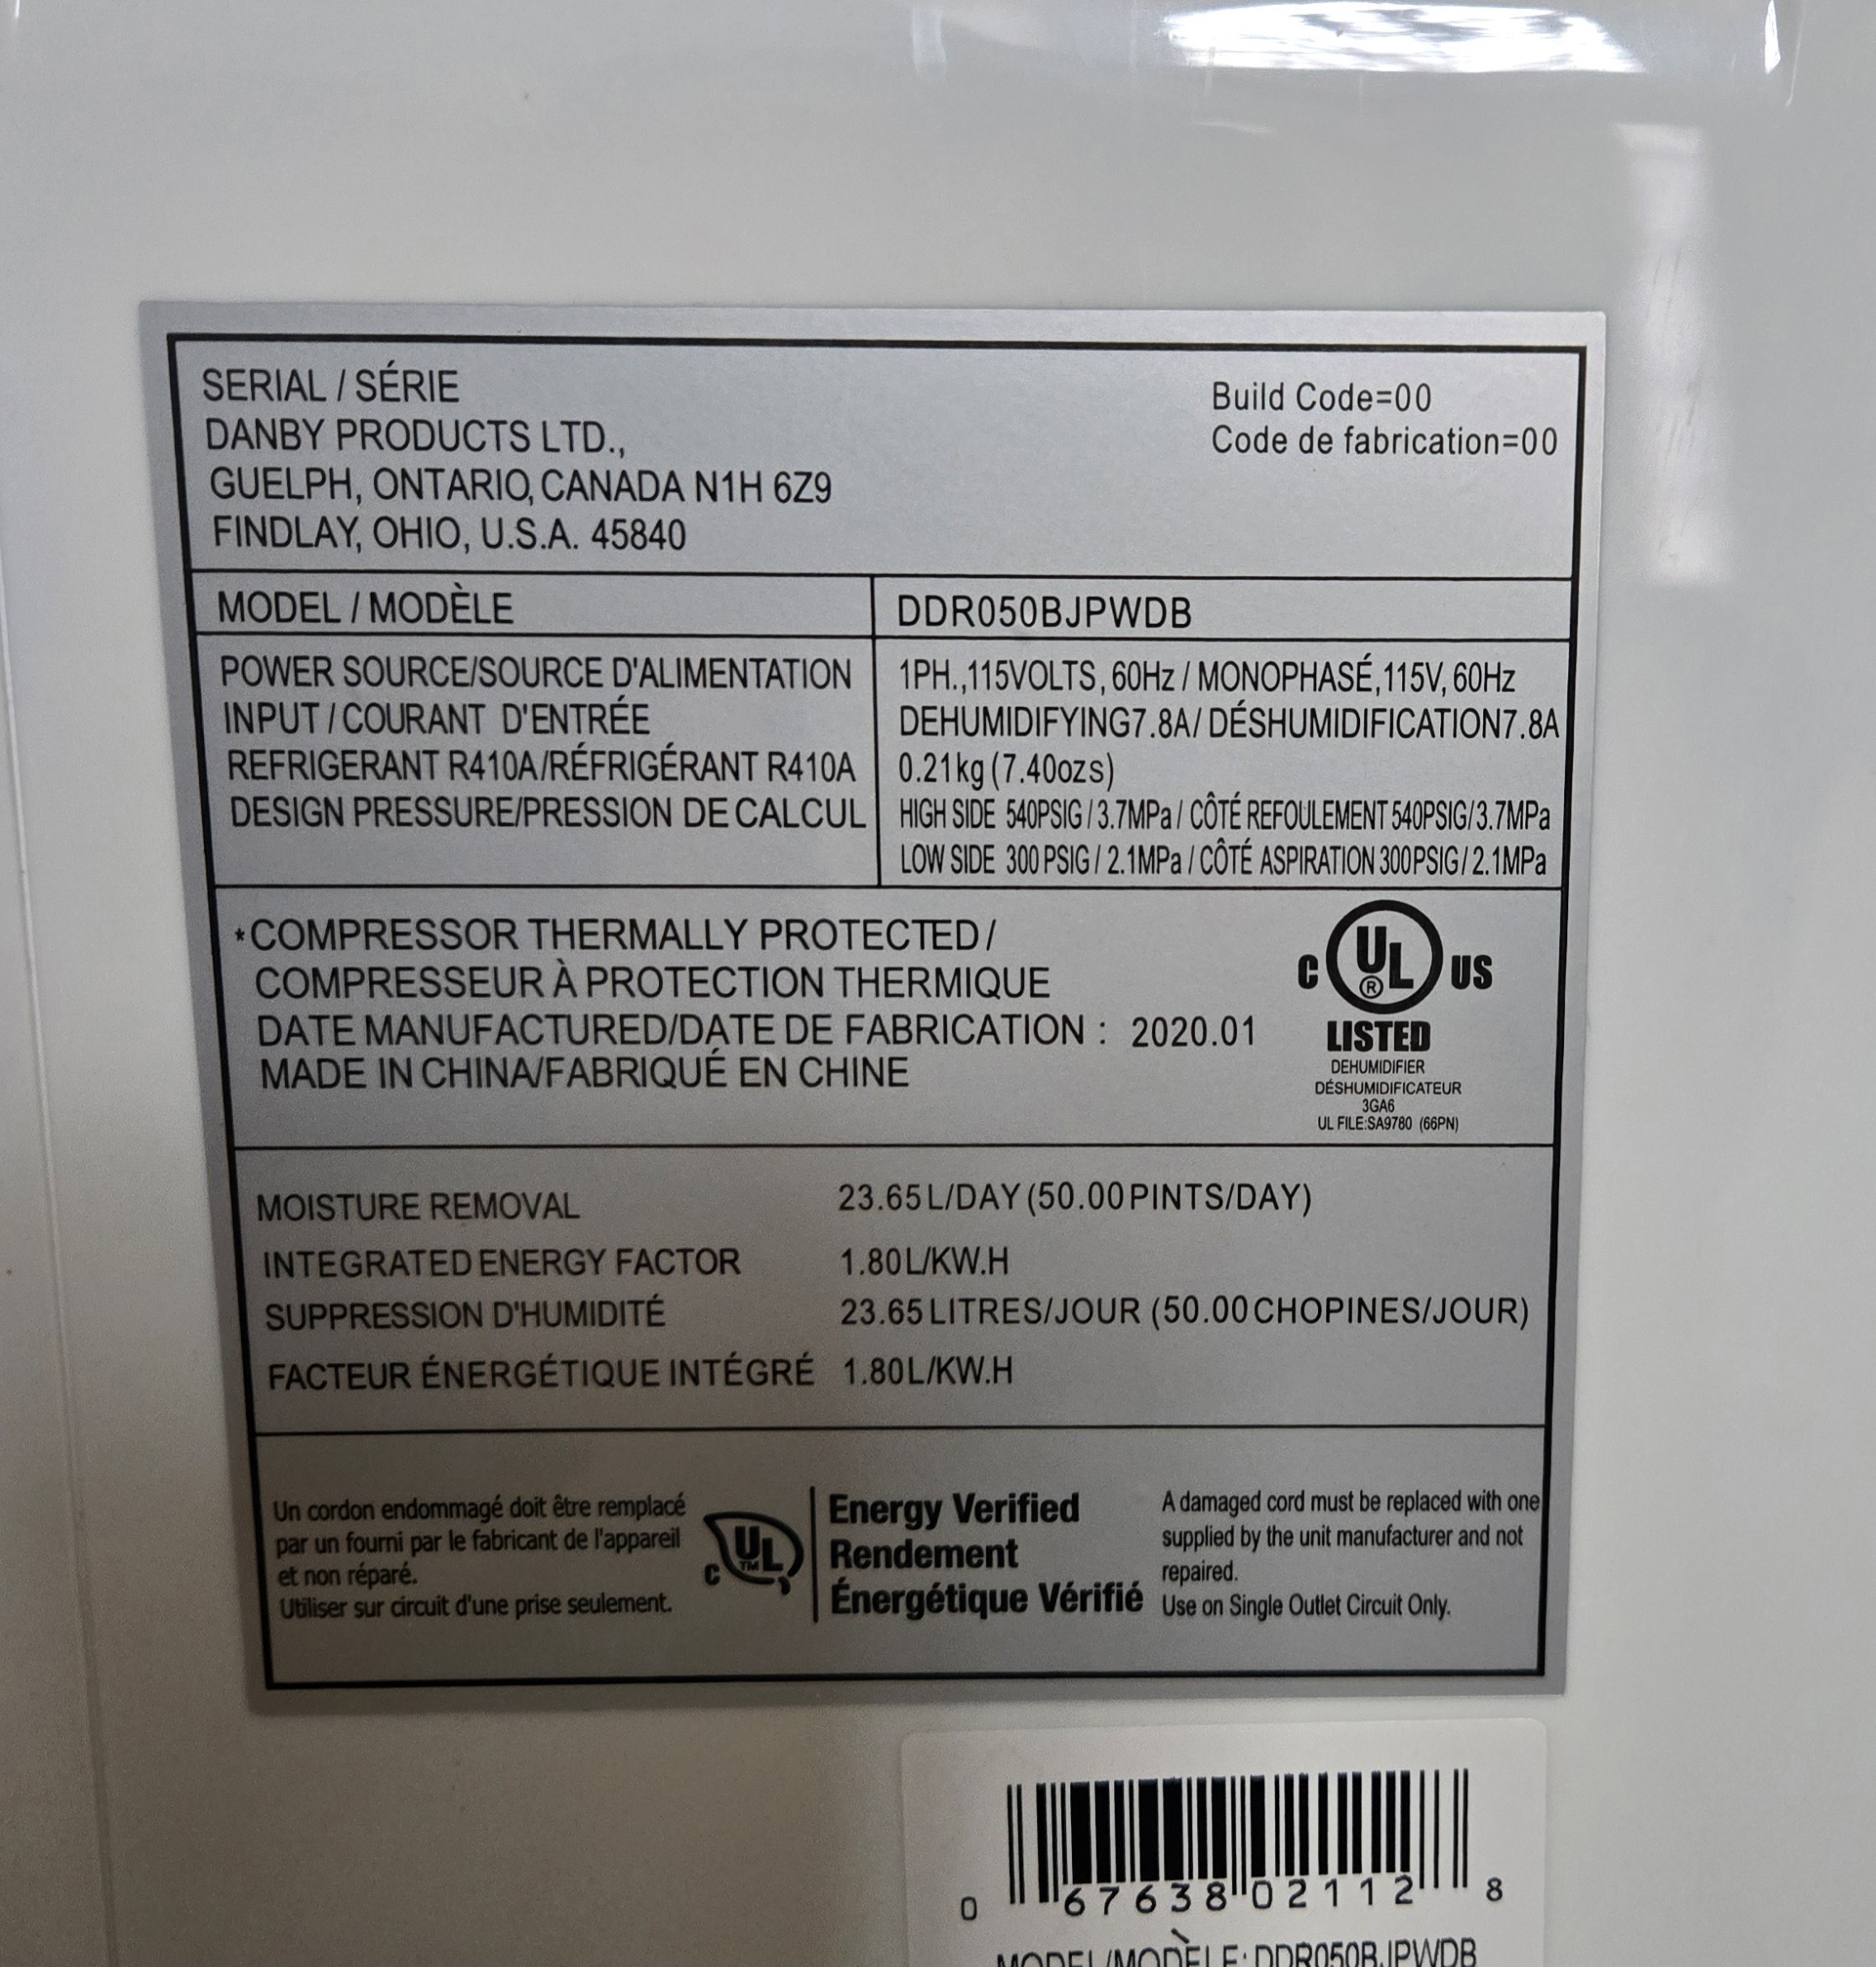 SERIAL / SÉRIE
DANBY PRODUCTS LTD.,
GUELPH, ONTARIO, CANADA N1H 6Z9
FINDLAY, OHIO, U.S.A. 45840
Build Code=00
Code de fabrication=00
MODEL / MODÈLE DDR050BJPWDB
POWER SOURCE/SOURCE D'ALIMENTATION 1PH.,115VOLTS, 60Hz / MONOPHASÉ,115V, 60Hz
INPUT / COURANT D'ENTRÉE DEHUMIDIFYING7.8A/ DÉSHUMIDIFICATION7.8A
REFRIGERANT R410A/RÉFRIGÉRANT R410A 0.21kg (7.40ozs)
DESIGN PRESSURE/PRESSION DE CALCUL HIGH SIDE 540PSIG / 3.7MPa / CÔTÉ REFOULEMENT 540PSIG/3.7MPa
LOW SIDE 300 PSIG / 2.1MPa / CÔTÉ ASPIRATION 300PSIG/ 2.1MPa
*COMPRESSOR THERMALLY PROTECTED /
COMPRESSEUR À PROTECTION THERMIQUE
DATE MANUFACTURED/DATE DE FABRICATION : 2020.01
MADE IN CHINA/FABRIQUÉ EN CHINE
C UL ® US
LISTED
DEHUMIDIFIER
DÉSHUMIDIFICATEUR
3GA6
UL FILE:SA9780 (66PN)
MOISTURE REMOVAL 23.65 L/DAY (50.00 PINTS/DAY)
INTEGRATED ENERGY FACTOR 1.80L/KW.H
SUPPRESSION D'HUMIDITÉ 23.65 LITRES/JOUR (50.00 CHOPINES/JOUR)
FACTEUR ÉNERGÉTIQUE INTÉGRÉ 1.80L/KW.H
Un cordon endommagé doit être remplacé
par un fourni par le fabricant de l'appareil
et non réparé.
Utiliser sur circuit d'une prise seulement.
C UL ™
Energy Verified
Rendement
Énergétique Vérifié
A damaged cord must be replaced with one
supplied by the unit manufacturer and not
repaired.
Use on Single Outlet Circuit Only.
0 67638 02112 8
MODEL/MODÈLE: DDR050BJPWDB